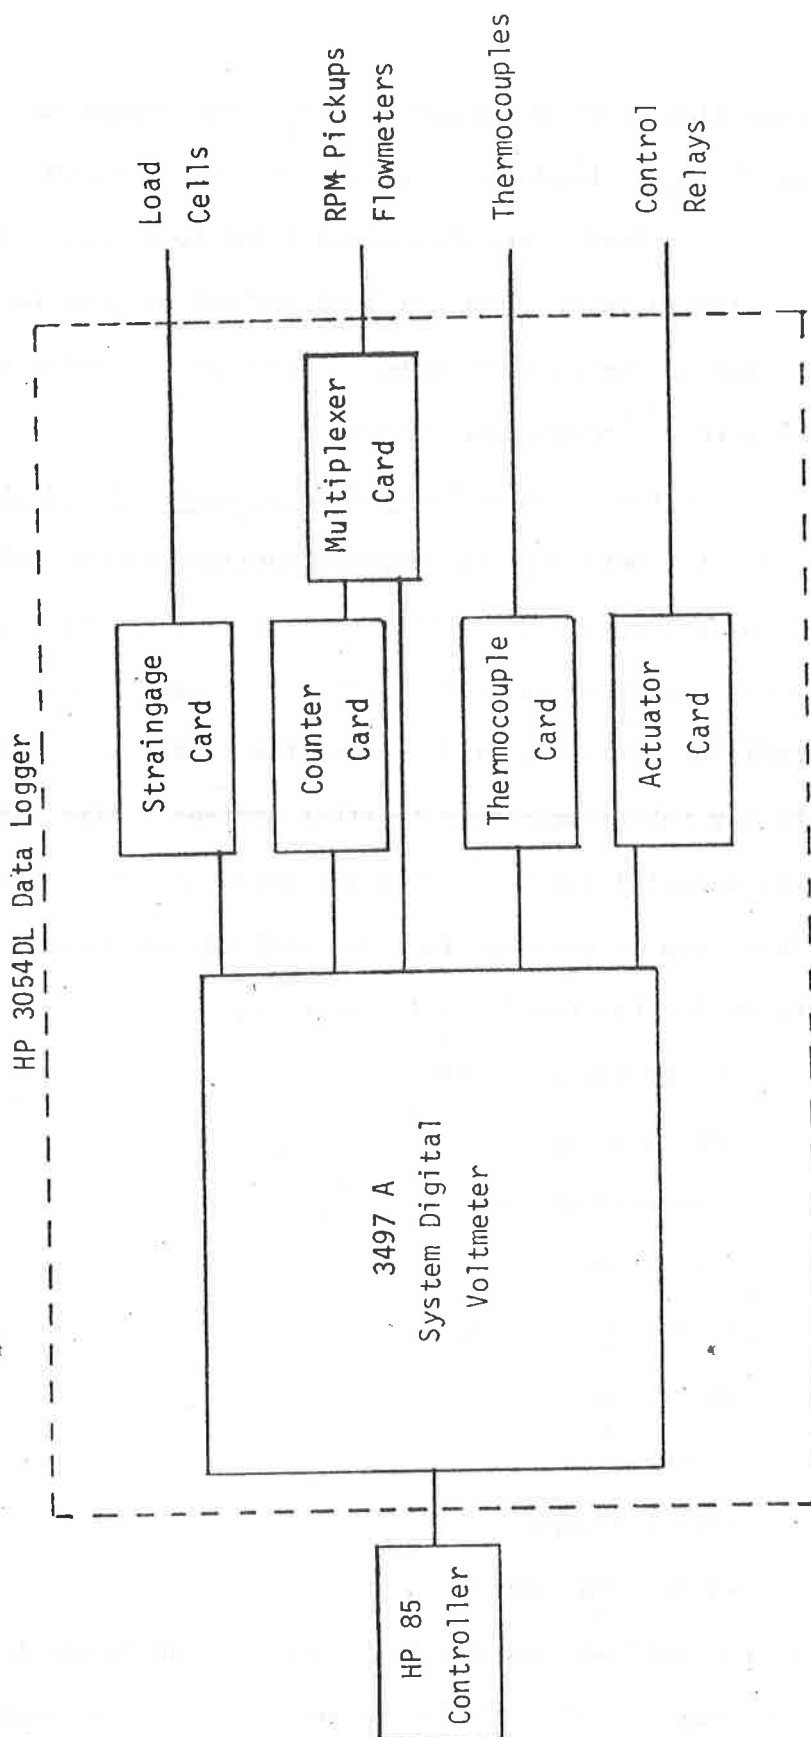 HP 3054DL Data Logger
HP 85
Controller
3497 A
System Digital
Voltmeter
Straingage
Card
Counter
Card
Multiplexer
Card
Thermocouple
Card
Actuator
Card
Load
Cells
RPM Pickups
Flowmeters
Thermocouples
Control
Relays